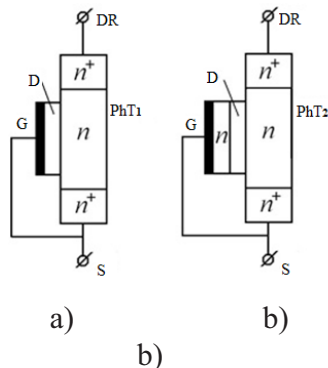 DR DR
n⁺ n⁺
D D
PhT₁ PhT₂
G n G n n
n⁺ n⁺
S S
a) b)
b)